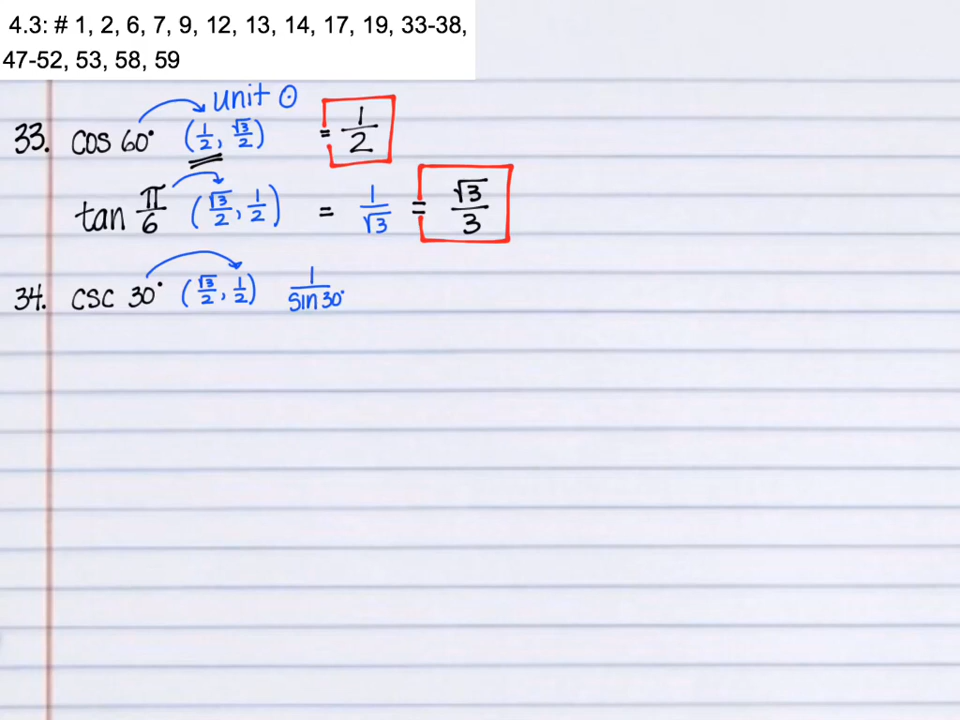 4.3: # 1, 2, 6, 7, 9, 12, 13, 14, 17, 19, 33-38,
47-52, 53, 58, 59
unit ⊙
33. cos 60° (1/2, √3/2) = 1/2
tan π/6 (√3/2, 1/2) = 1/√3 = √3/3
34. csc 30° (√3/2, 1/2) 1/sin 30°